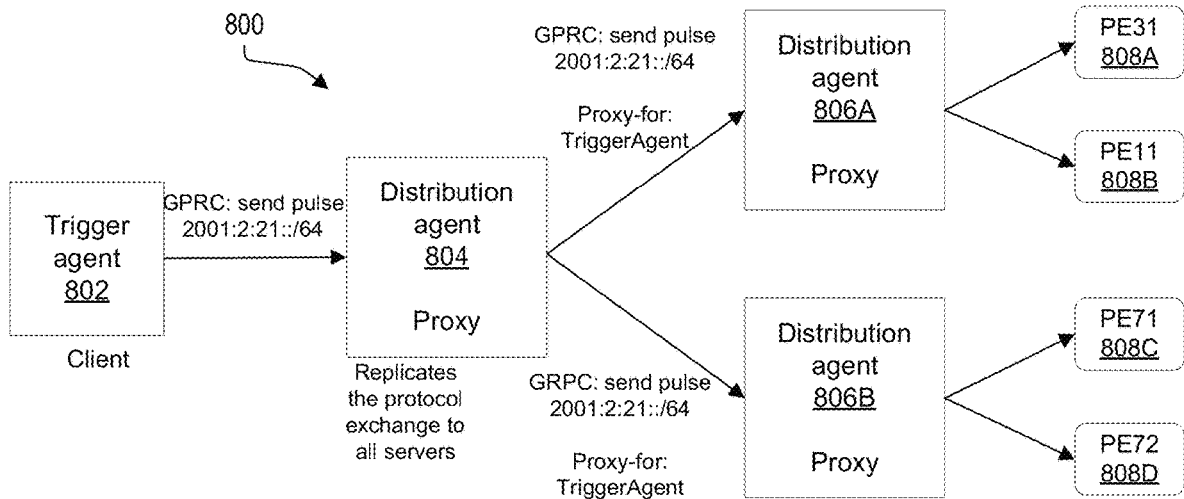 800
Trigger
agent
802
Client
GPRC: send pulse
2001:2:21::/64
Distribution
agent
804
Proxy
Replicates
the protocol
exchange to
all servers
GPRC: send pulse
2001:2:21::/64
Proxy-for:
TriggerAgent
Distribution
agent
806A
Proxy
PE31
808A
PE11
808B
GRPC: send pulse
2001:2:21::/64
Proxy-for:
TriggerAgent
Distribution
agent
806B
Proxy
PE71
808C
PE72
808D